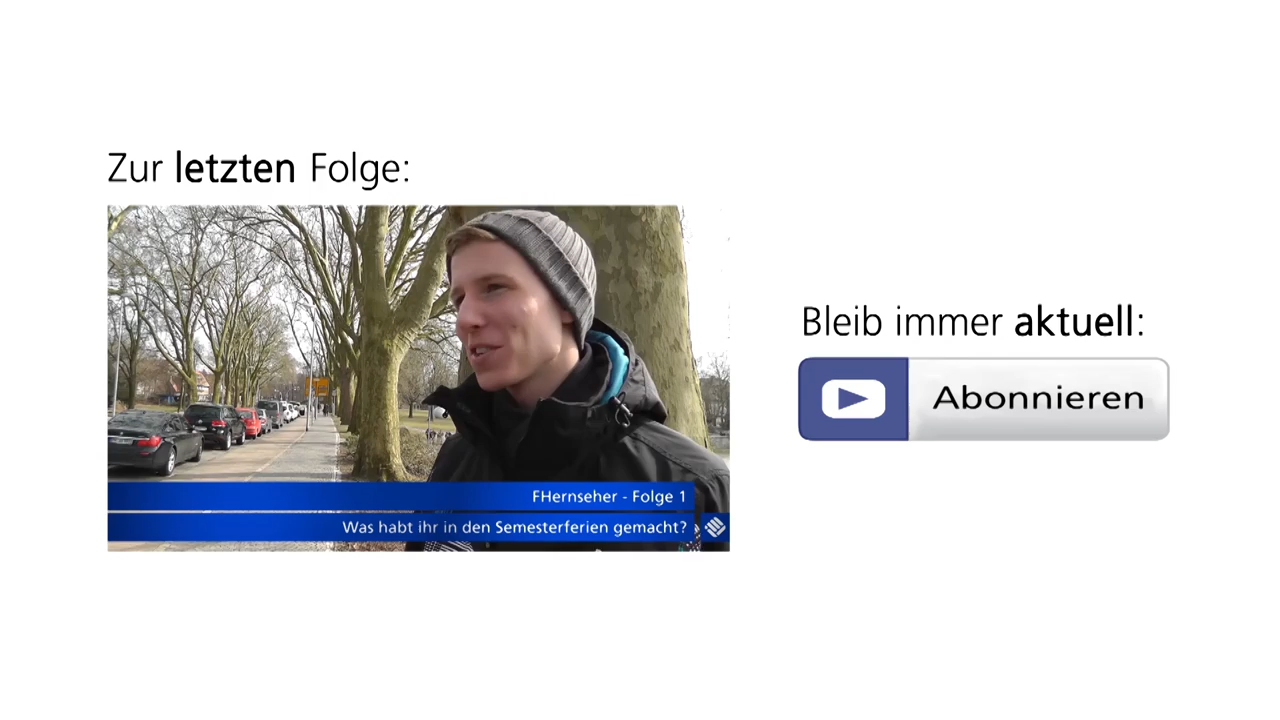 Zur letzten Folge:
FHernseher - Folge 1
Was habt ihr in den Semesterferien gemacht?
Bleib immer aktuell:
Abonnieren